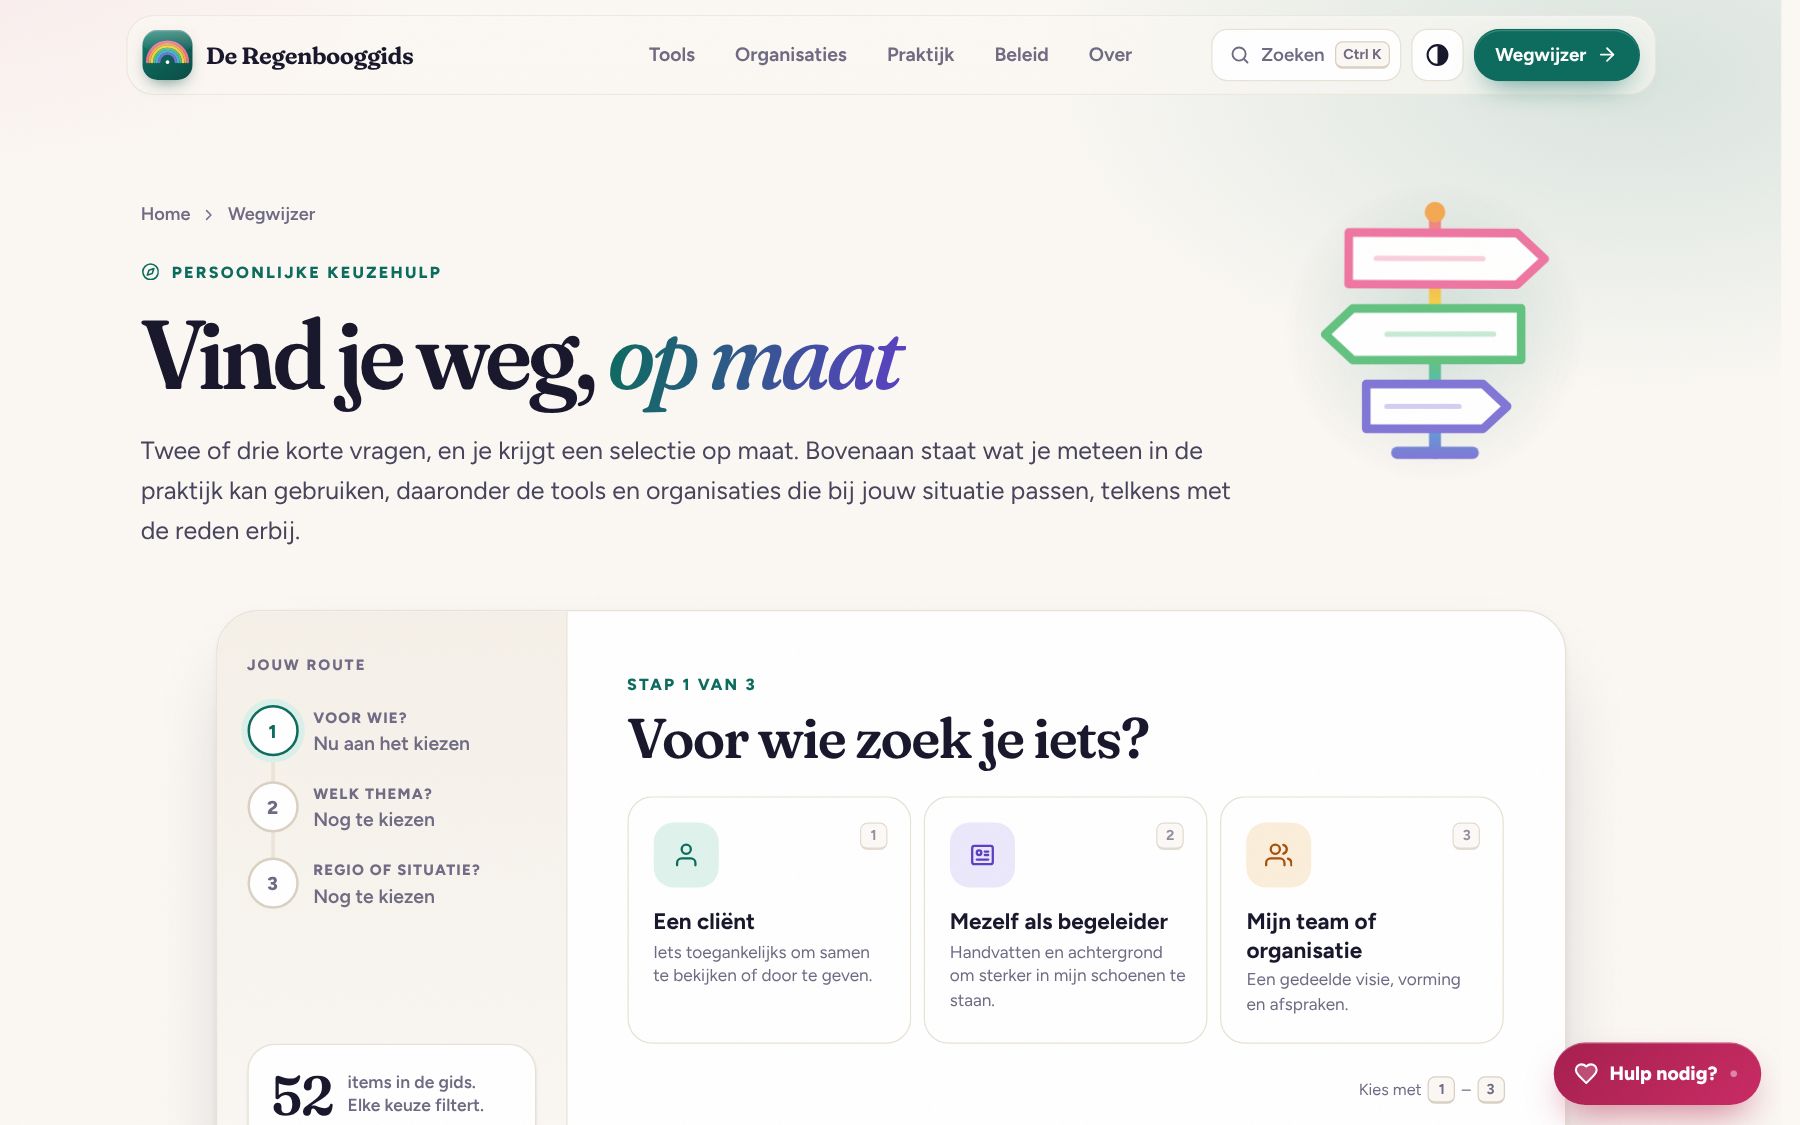 De Regenbooggids
Tools
Organisaties
Praktijk
Beleid
Over
Zoeken
Ctrl K
Wegwijzer
Home
Wegwijzer
PERSOONLIJKE KEUZEHULP
Vind je weg, op maat
Twee of drie korte vragen, en je krijgt een selectie op maat. Bovenaan staat wat je meteen in de
praktijk kan gebruiken, daaronder de tools en organisaties die bij jouw situatie passen, telkens met
de reden erbij.
JOUW ROUTE
1
VOOR WIE?
Nu aan het kiezen
2
WELK THEMA?
Nog te kiezen
3
REGIO OF SITUATIE?
Nog te kiezen
52
items in de gids.
Elke keuze filtert.
STAP 1 VAN 3
Voor wie zoek je iets?
1
Een cliënt
Iets toegankelijks om samen
te bekijken of door te geven.
2
Mezelf als begeleider
Handvatten en achtergrond
om sterker in mijn schoenen te
staan.
3
Mijn team of
organisatie
Een gedeelde visie, vorming
en afspraken.
Kies met 1 – 3
Hulp nodig?